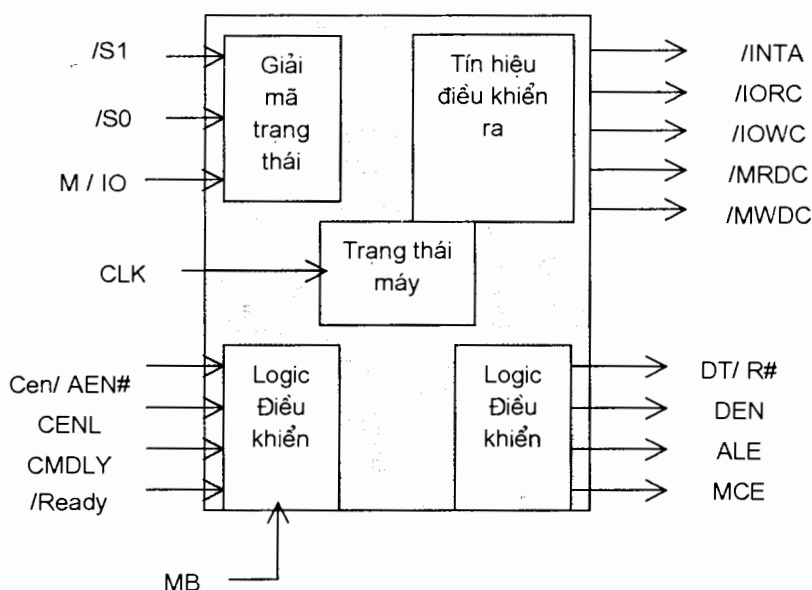 /S1
/S0
M / IO
CLK
Cen/ AEN#
CENL
CMDLY
/Ready
MB
Giải
mã
trạng
thái
Tín hiệu
điều khiển
ra
Trạng thái
máy
Logic
Điều
khiển
Logic
Điều
khiển
/INTA
/IORC
/IOWC
/MRDC
/MWDC
DT/ R#
DEN
ALE
MCE